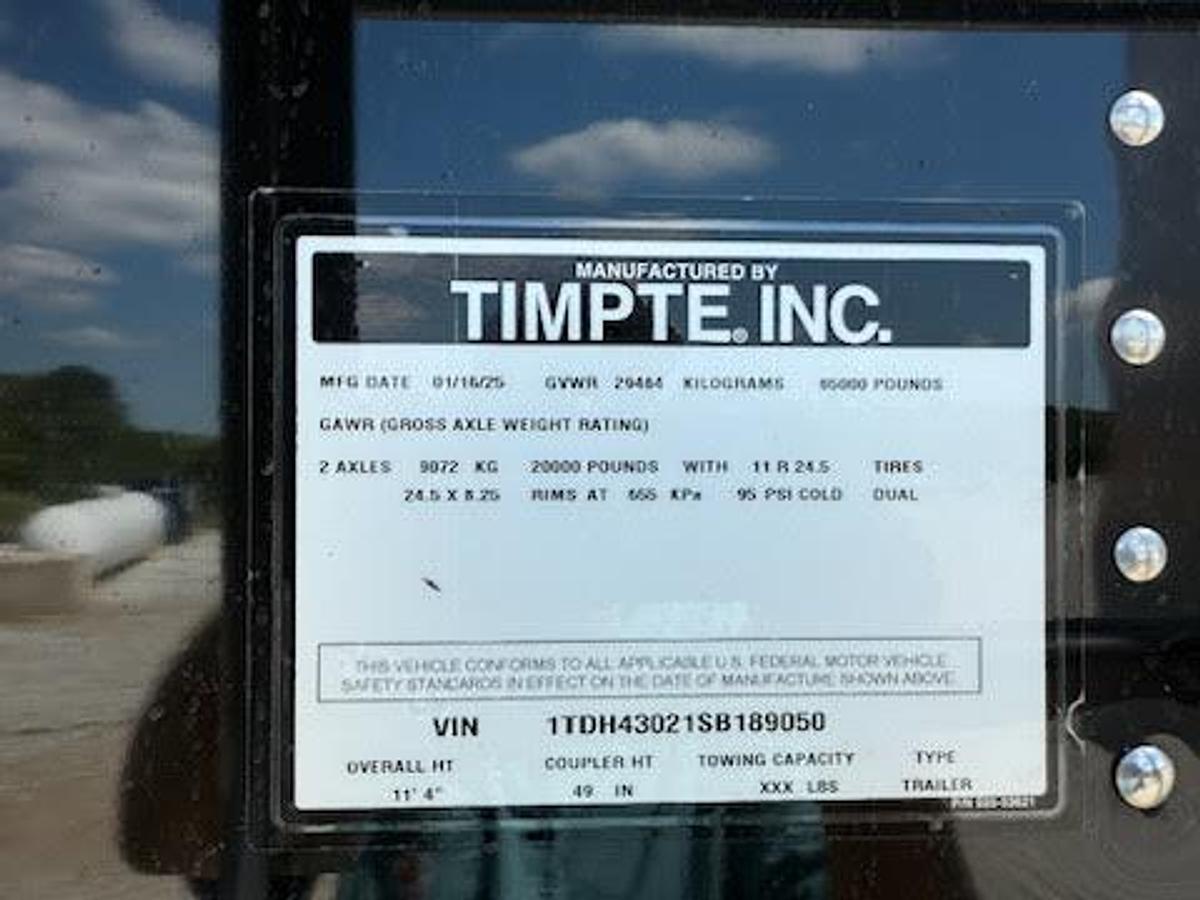 MANUFACTURED BY
TIMPTE® INC.
MFG DATE 01/16/25 GVWR 29484 KILOGRAMS 65000 POUNDS
GAWR (GROSS AXLE WEIGHT RATING)
2 AXLES 9072 KG 20000 POUNDS WITH 11 R 24.5 TIRES
24.5 X 8.25 RIMS AT 655 KPa 95 PSI COLD DUAL
THIS VEHICLE CONFORMS TO ALL APPLICABLE U.S. FEDERAL MOTOR VEHICLE
SAFETY STANDARDS IN EFFECT ON THE DATE OF MANUFACTURE SHOWN ABOVE.
VIN 1TDH43021SB189050
OVERALL HT COUPLER HT TOWING CAPACITY TYPE
11' 4" 49 IN XXX LBS TRAILER
P/N